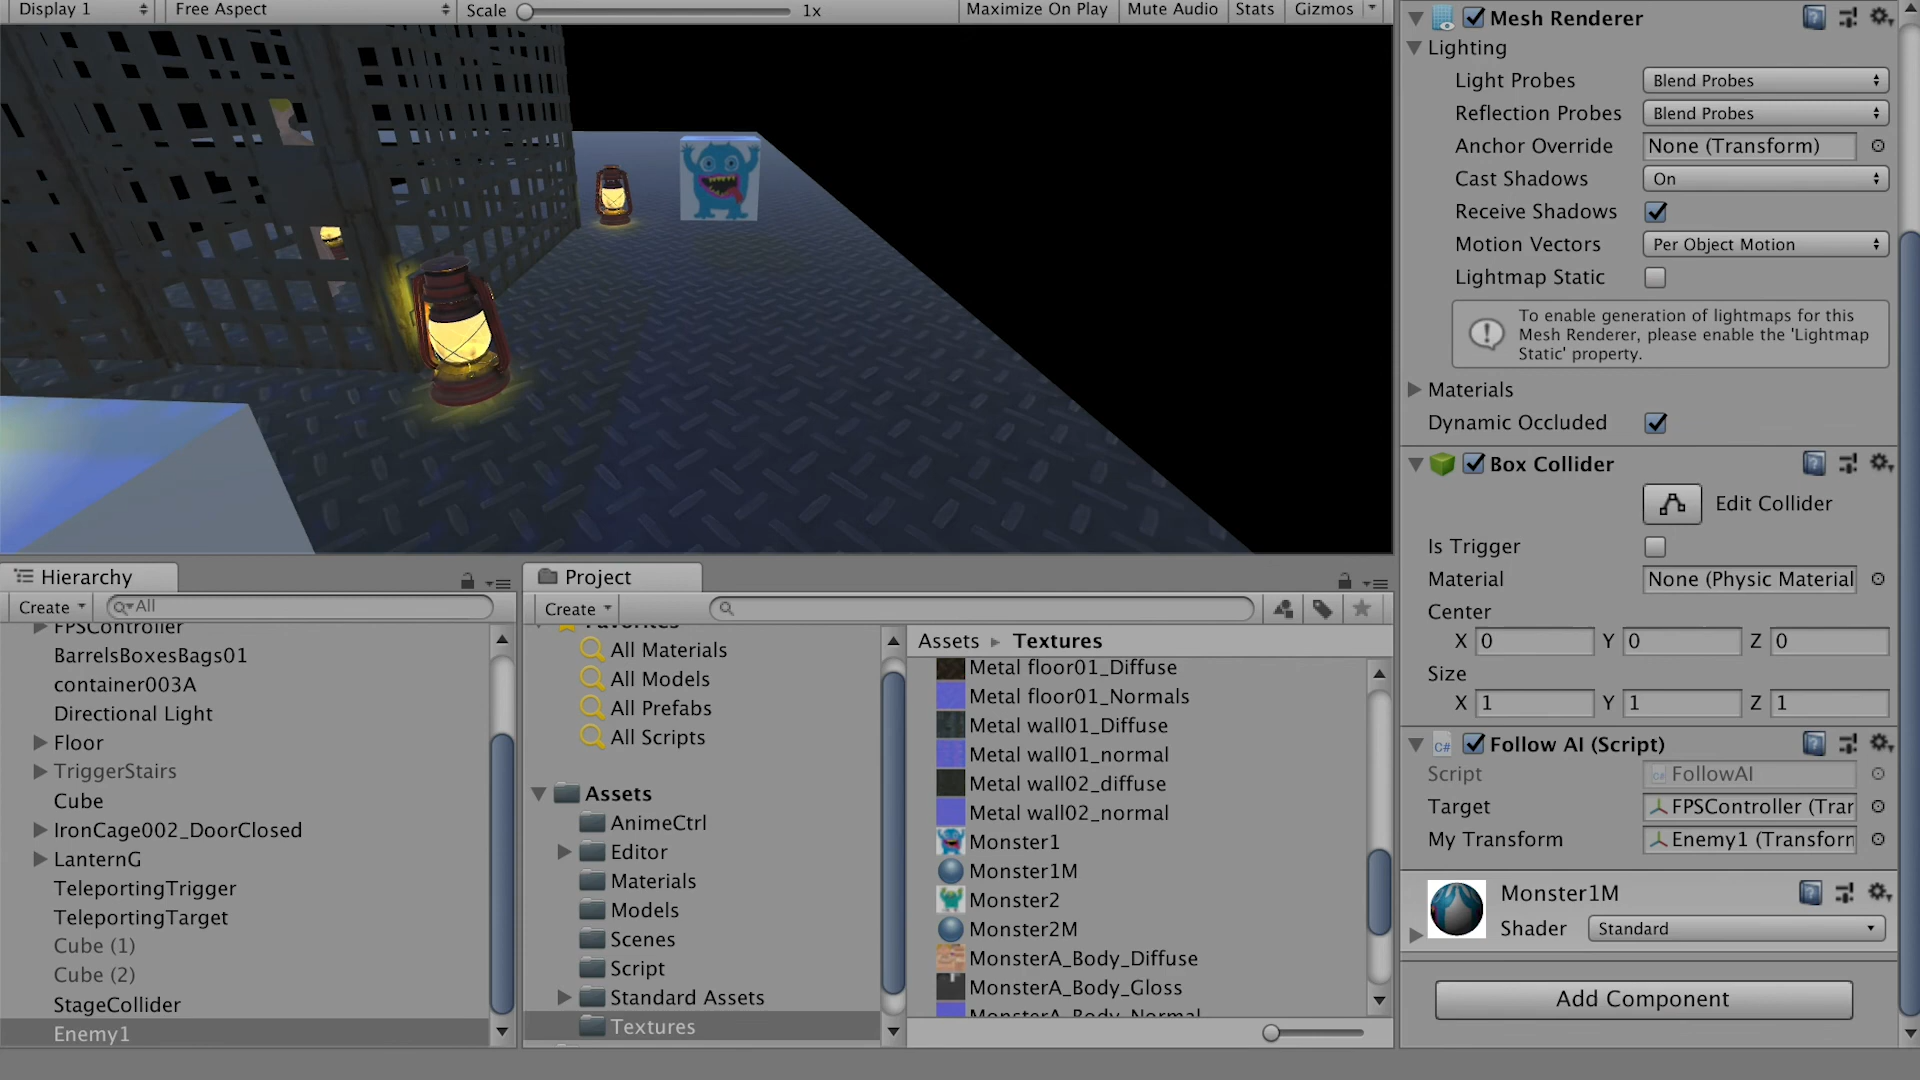 Display 1
Free Aspect
Scale
1x
Maximize On Play
Mute Audio
Stats
Gizmos
Hierarchy
Create
All
FPSController
BarrelsBoxesBags01
container003A
Directional Light
Floor
TriggerStairs
Cube
IronCage002_DoorClosed
LanternG
TeleportingTrigger
TeleportingTarget
Cube (1)
Cube (2)
StageCollider
Enemy1
Project
Create
Favorites
All Materials
All Models
All Prefabs
All Scripts
Assets
AnimeCtrl
Editor
Materials
Models
Scenes
Script
Standard Assets
Textures
Assets
Textures
Metal floor01_Diffuse
Metal floor01_Normals
Metal wall01_Diffuse
Metal wall01_normal
Metal wall02_diffuse
Metal wall02_normal
Monster1
Monster1M
Monster2
Monster2M
MonsterA_Body_Diffuse
MonsterA_Body_Gloss
MonsterA_Body_Normal
Mesh Renderer
Lighting
Light Probes
Blend Probes
Reflection Probes
Blend Probes
Anchor Override
None (Transform)
Cast Shadows
On
Receive Shadows
Motion Vectors
Per Object Motion
Lightmap Static
To enable generation of lightmaps for this
Mesh Renderer, please enable the 'Lightmap
Static' property.
Materials
Dynamic Occluded
Box Collider
Edit Collider
Is Trigger
Material
None (Physic Material
Center
X 0 Y 0 Z 0
Size
X 1 Y 1 Z 1
C#
Follow AI (Script)
Script
FollowAI
Target
FPSController (Tran
My Transform
Enemy1 (Transform
Monster1M
Shader
Standard
Add Component